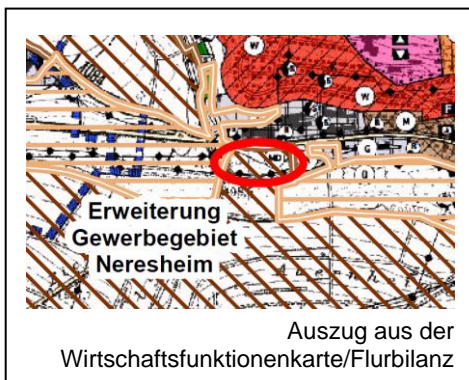 W
W
M
G
Erweiterung
Gewerbegebiet
Neresheim
Auszug aus der
Wirtschaftsfunktionenkarte/Flurbilanz